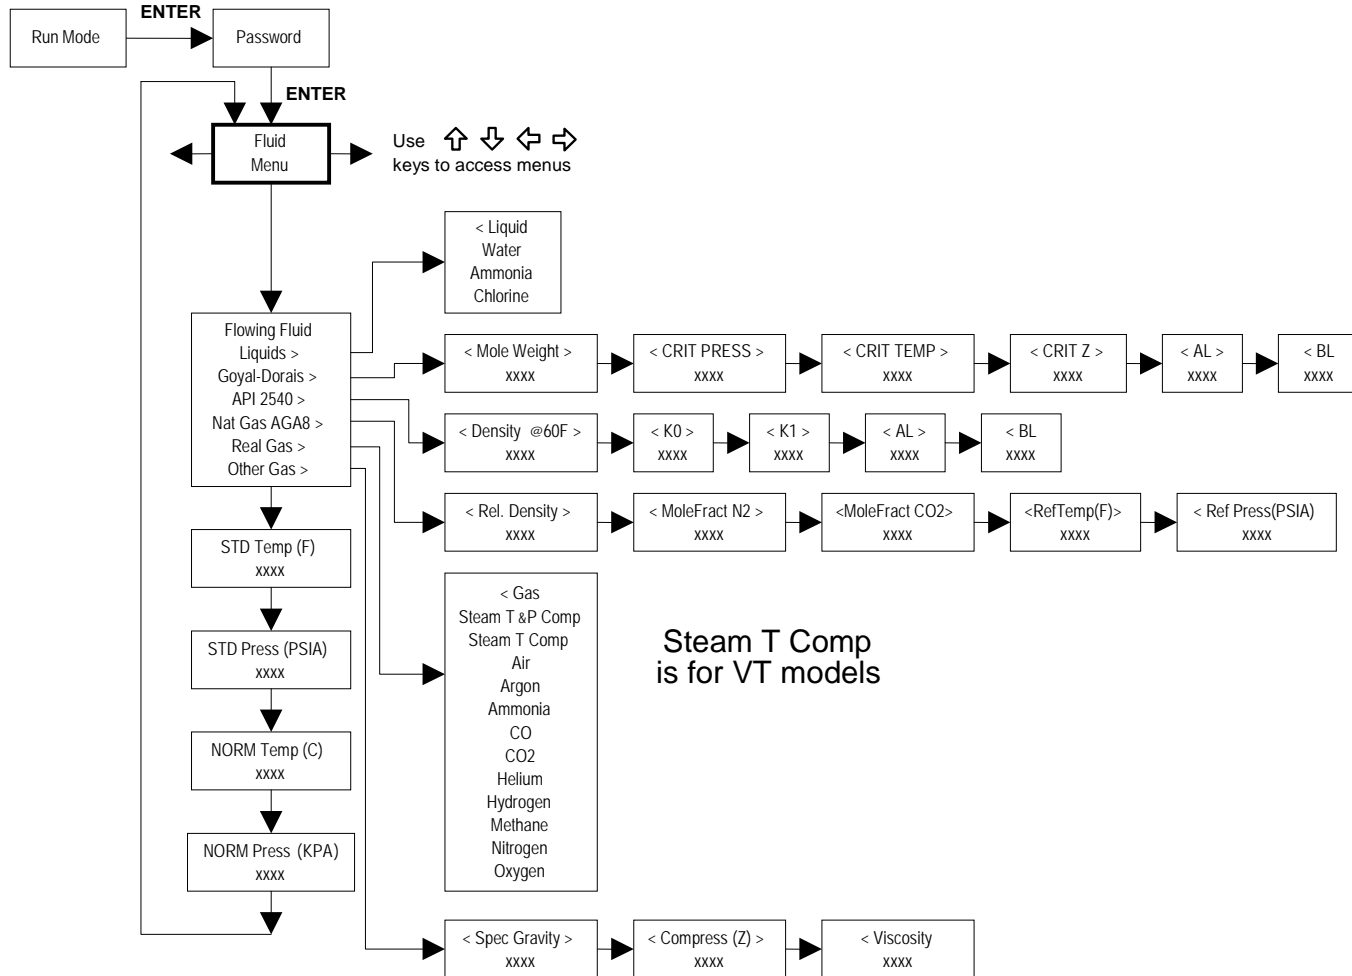 ENTER
Run Mode
Password
ENTER
Fluid
Menu
Use
keys to access menus
< Liquid
Water
Ammonia
Chlorine
Flowing Fluid
Liquids >
Goyal-Dorais >
API 2540 >
Nat Gas AGA8 >
Real Gas >
Other Gas >
< Mole Weight >
xxxx
< CRIT PRESS >
xxxx
< CRIT TEMP >
xxxx
< CRIT Z >
xxxx
< AL >
xxxx
< BL
xxxx
< Density @60F >
xxxx
< K0 >
xxxx
< K1 >
xxxx
< AL >
xxxx
< BL
xxxx
< Rel. Density >
xxxx
< MoleFract N2 >
xxxx
<MoleFract CO2>
xxxx
<RefTemp(F)>
xxxx
< Ref Press(PSIA)
xxxx
STD Temp (F)
xxxx
STD Press (PSIA)
xxxx
NORM Temp (C)
xxxx
NORM Press (KPA)
xxxx
< Gas
Steam T &P Comp
Steam T Comp
Air
Argon
Ammonia
CO
CO2
Helium
Hydrogen
Methane
Nitrogen
Oxygen
Steam T Comp
is for VT models
< Spec Gravity >
xxxx
< Compress (Z) >
xxxx
< Viscosity
xxxx